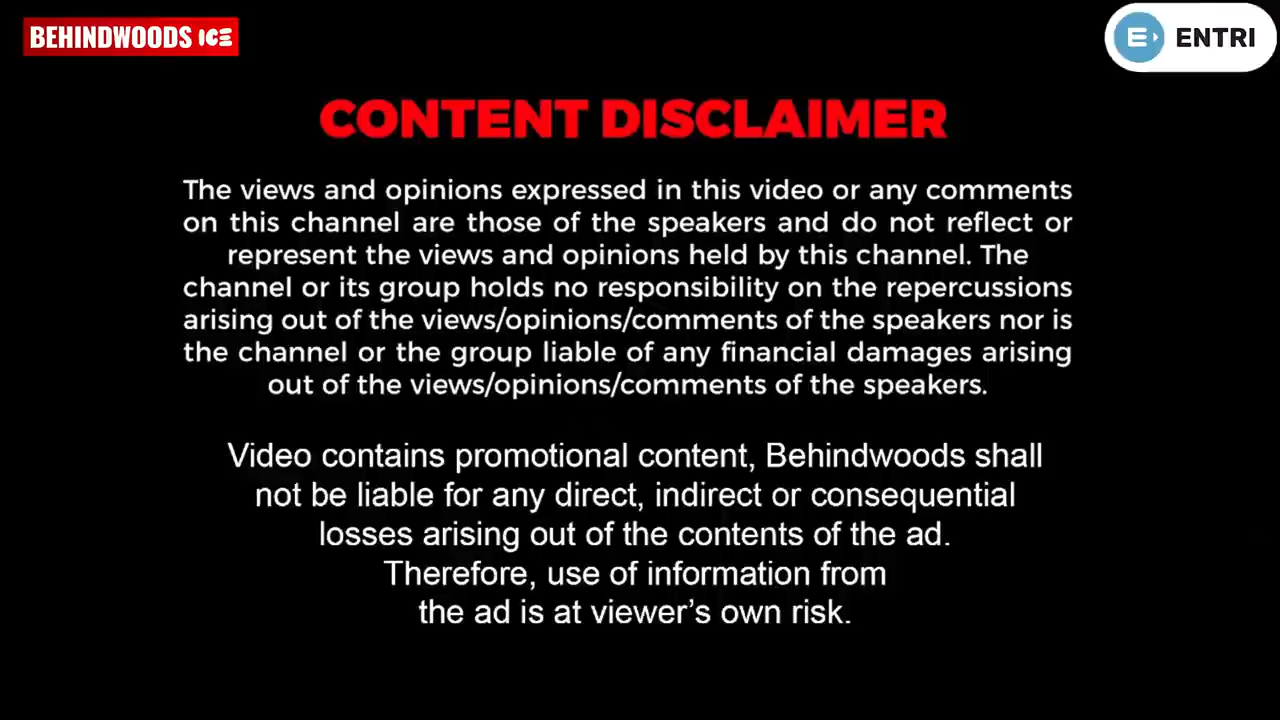 BEHINDWOODS ICE
ENTRI
CONTENT DISCLAIMER
The views and opinions expressed in this video or any comments
on this channel are those of the speakers and do not reflect or
represent the views and opinions held by this channel. The
channel or its group holds no responsibility on the repercussions
arising out of the views/opinions/comments of the speakers nor is
the channel or the group liable of any financial damages arising
out of the views/opinions/comments of the speakers.
Video contains promotional content, Behindwoods shall
not be liable for any direct, indirect or consequential
losses arising out of the contents of the ad.
Therefore, use of information from
the ad is at viewer’s own risk.